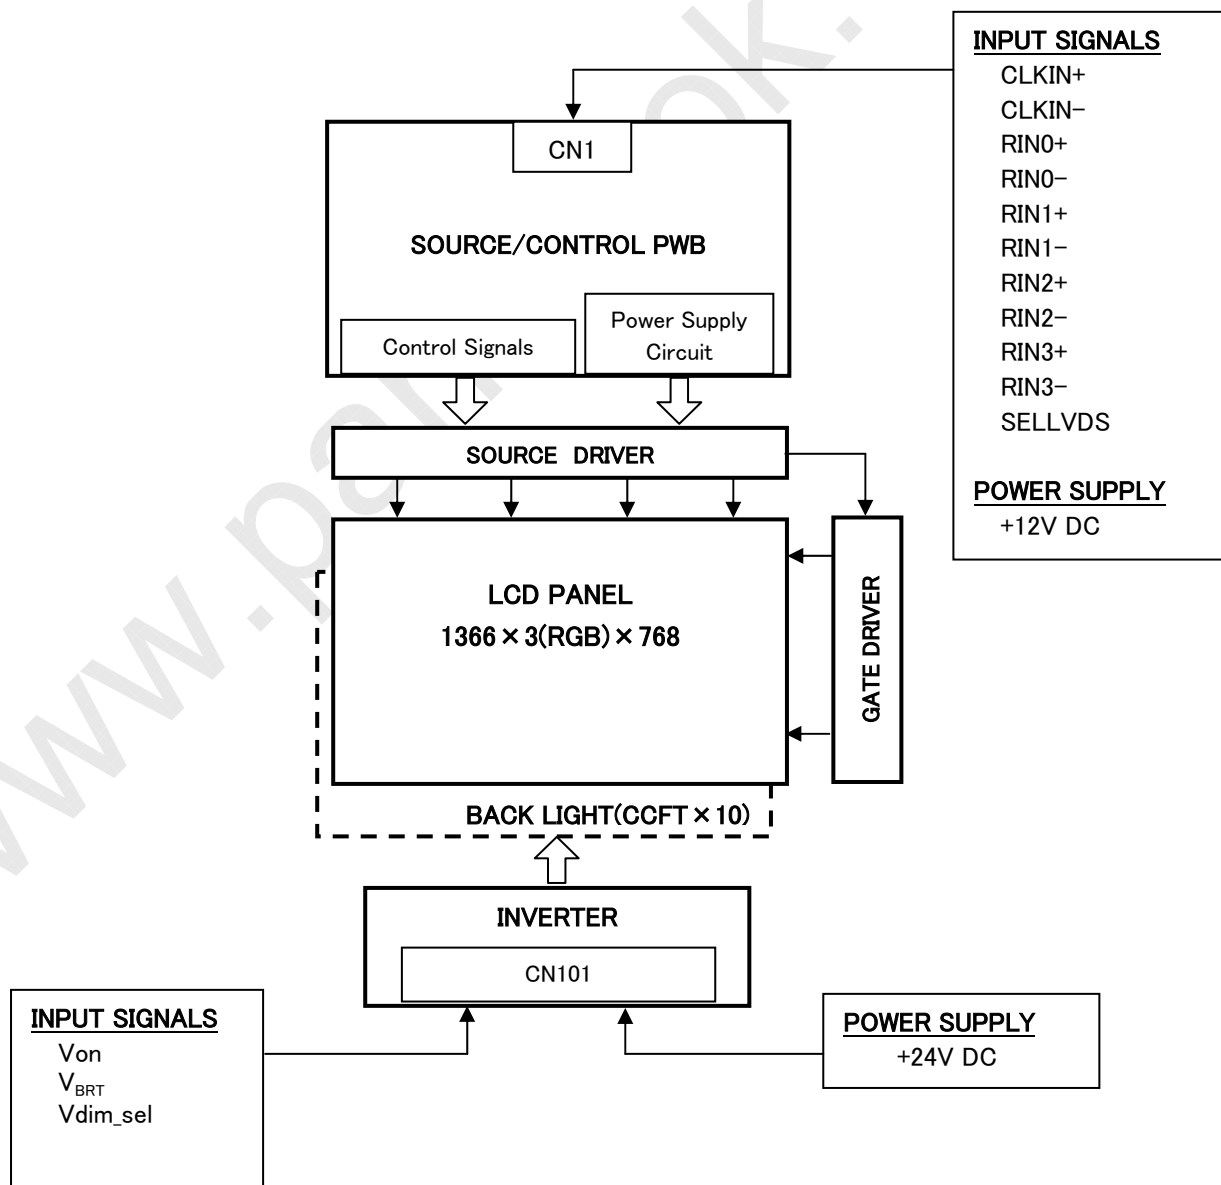 INPUT SIGNALS
CLKIN+
CLKIN−
RIN0+
RIN0−
RIN1+
RIN1−
RIN2+
RIN2−
RIN3+
RIN3−
SELLVDS
POWER SUPPLY
+12V DC
CN1
SOURCE/CONTROL PWB
Control Signals
Power Supply
Circuit
SOURCE DRIVER
LCD PANEL
1366×3(RGB)×768
GATE DRIVER
BACK LIGHT(CCFT×10)
INVERTER
CN101
INPUT SIGNALS
Von
VBRT
Vdim_sel
POWER SUPPLY
+24V DC